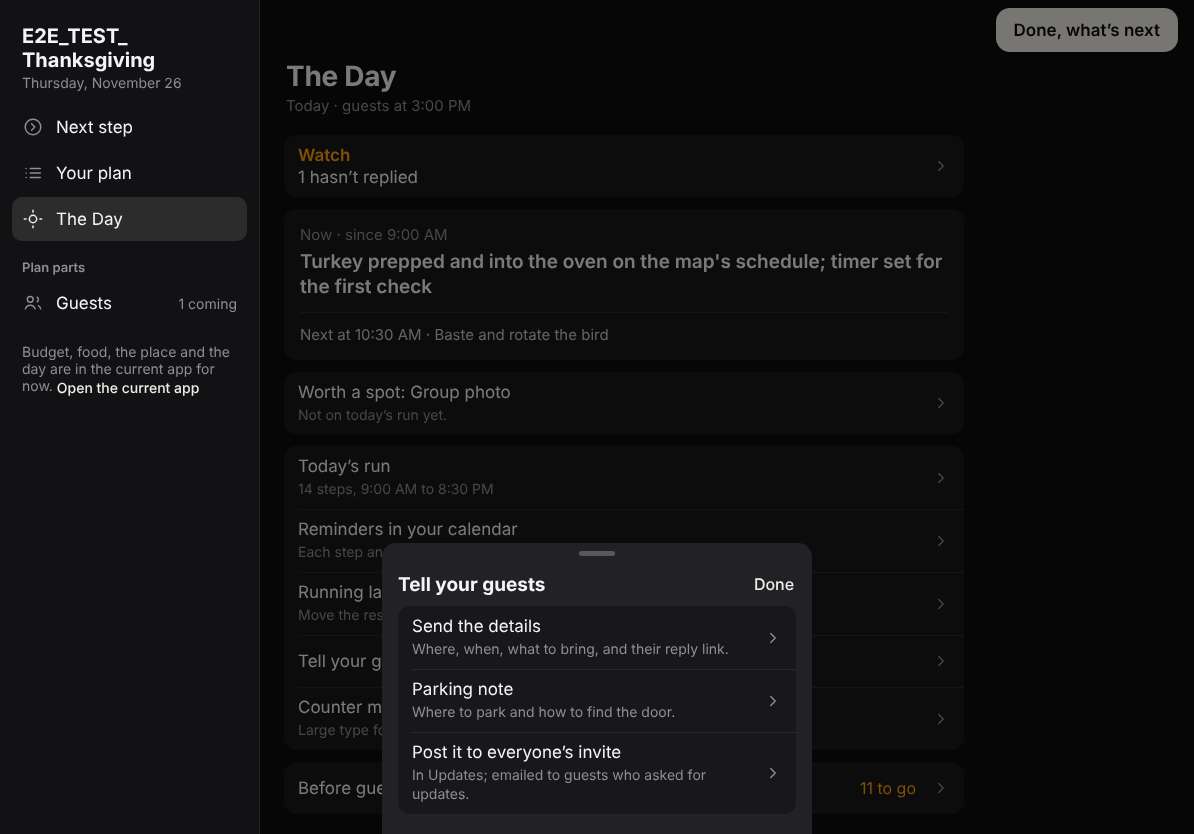 E2E_TEST_
Thanksgiving
Thursday, November 26
Next step
Your plan
The Day
Plan parts
Guests
1 coming
Budget, food, the place and the
day are in the current app for
now. Open the current app
Done, what’s next
The Day
Today · guests at 3:00 PM
Watch
1 hasn’t replied
Now · since 9:00 AM
Turkey prepped and into the oven on the map's schedule; timer set for
the first check
Next at 10:30 AM · Baste and rotate the bird
Worth a spot: Group photo
Not on today’s run yet.
Today’s run
14 steps, 9:00 AM to 8:30 PM
Reminders in your calendar
Each step an
Running la
Move the res
Tell your g
Counter m
Large type fo
Before gue
11 to go
Tell your guests
Done
Send the details
Where, when, what to bring, and their reply link.
Parking note
Where to park and how to find the door.
Post it to everyone’s invite
In Updates; emailed to guests who asked for
updates.